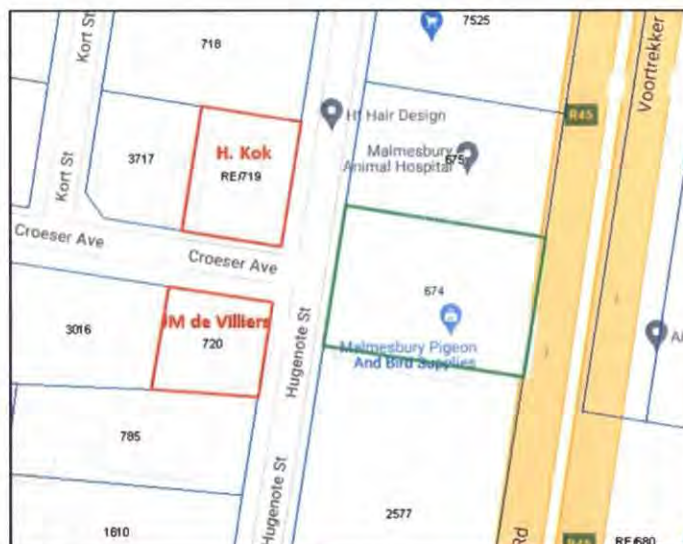 Kort St
718
7525
Voortrekker
R45
Hf Hair Design
Malmesbury
Animal Hospital
675
3717
H. Kok
RE/719
Kort St
Croeser Ave
Croeser Ave
674
JM de Villiers
720
3016
Malmesbury Pigeon
And Bird Supplies
Hugenote St
785
Hugenote St
2577
1610
Rd
R45
RE/680